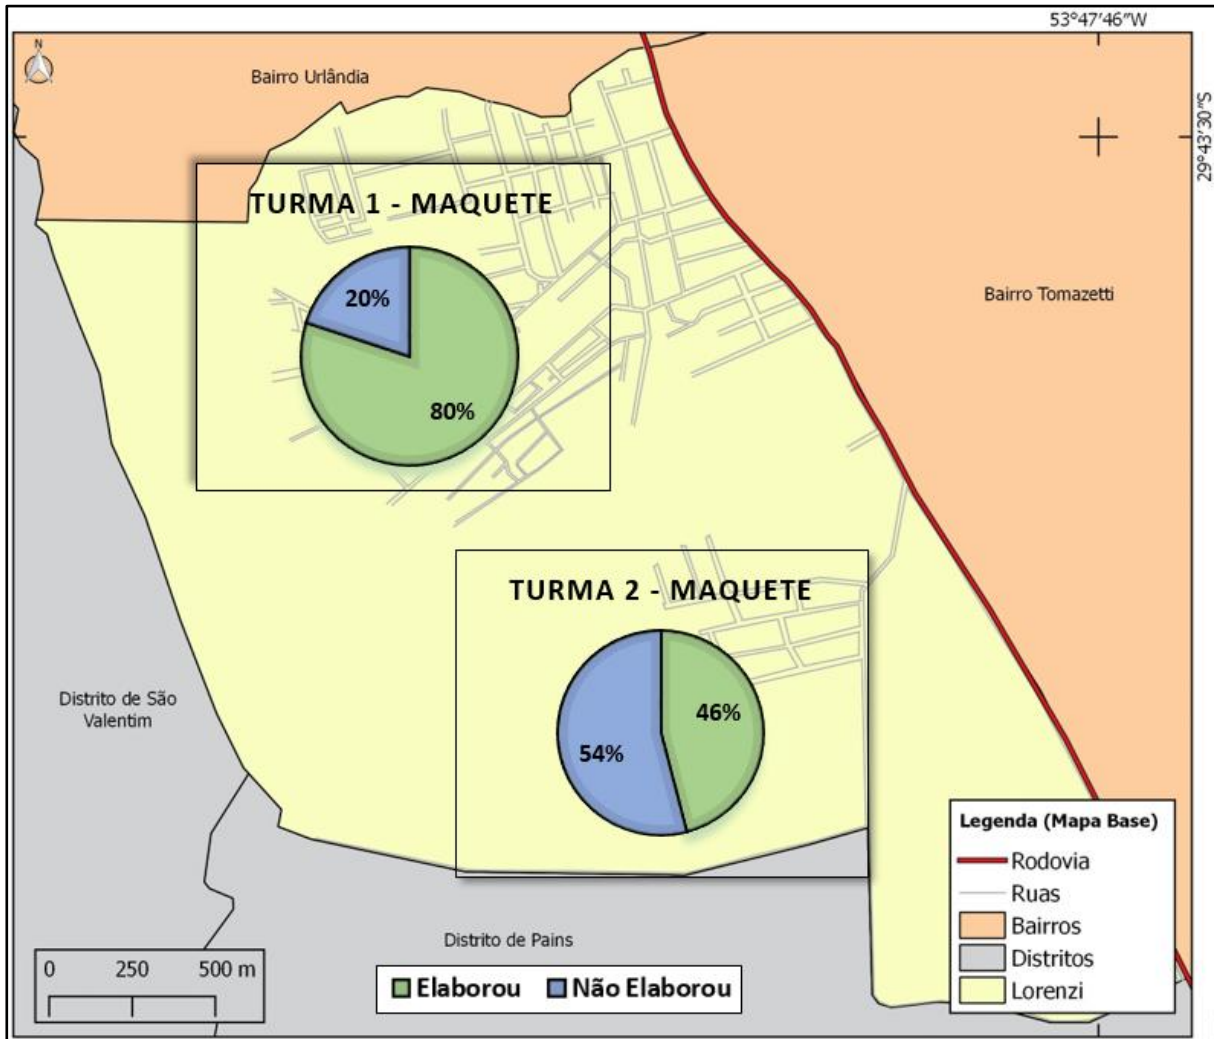 53°47'46"W
N
Bairro Urlândia
29°43'30"S
TURMA 1 - MAQUETE
20%
80%
Bairro Tomazetti
TURMA 2 - MAQUETE
46%
54%
Distrito de São
Valentim
Legenda (Mapa Base)
Rodovia
Ruas
Bairros
Distritos
Lorenzi
Distrito de Pains
0 250 500 m
Elaborou Não Elaborou